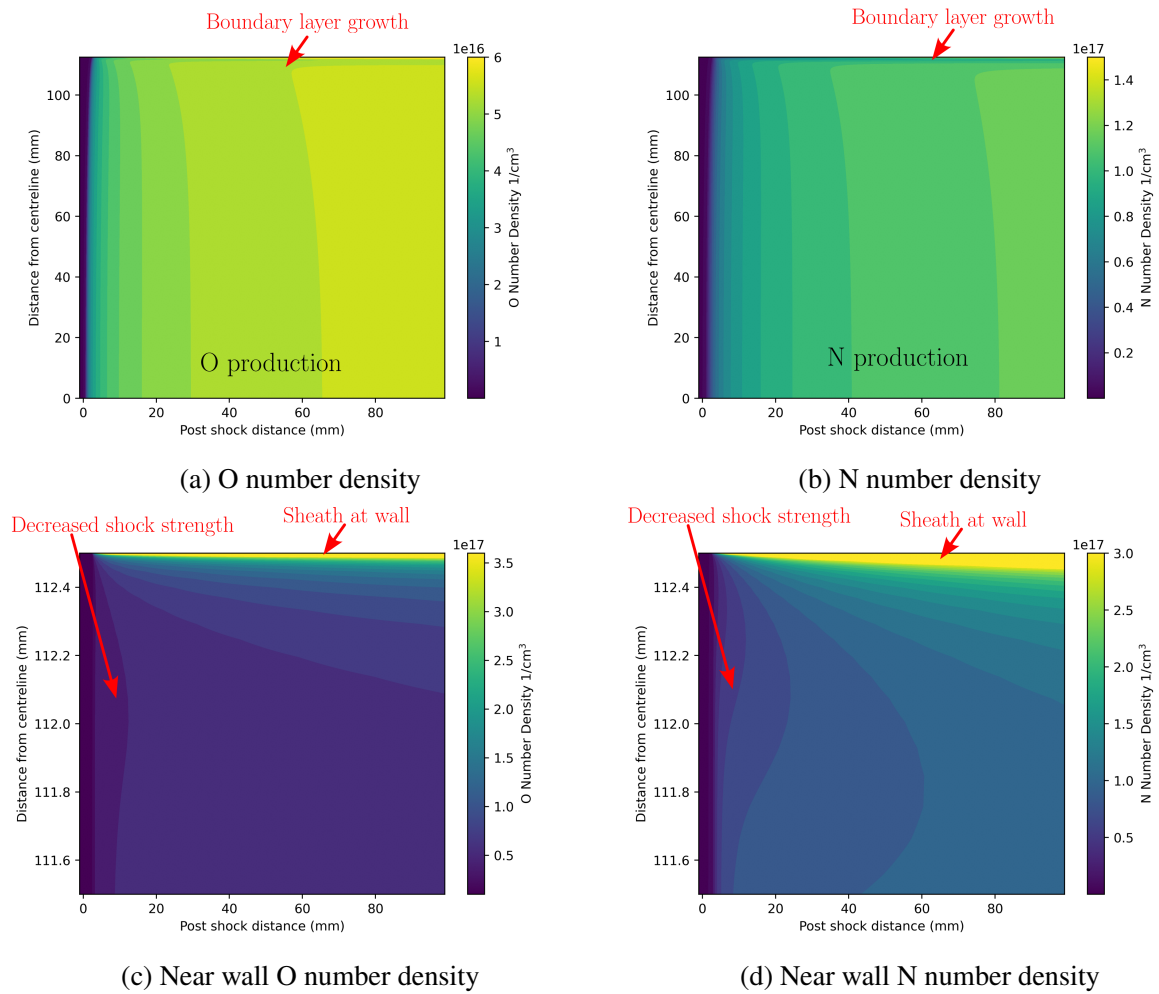 Boundary layer growth
1e16
Distance from centreline (mm)
100
80
60
40
20
0
O production
0 20 40 60 80
Post shock distance (mm)
6
5
4
3
2
1
O Number Density 1/cm³
(a) O number density
Boundary layer growth
1e17
Distance from centreline (mm)
100
80
60
40
20
0
N production
0 20 40 60 80
Post shock distance (mm)
1.4
1.2
1.0
0.8
0.6
0.4
0.2
N Number Density 1/cm³
(b) N number density
Decreased shock strength
Sheath at wall
1e17
Distance from centreline (mm)
112.4
112.2
112.0
111.8
111.6
0 20 40 60 80
Post shock distance (mm)
3.5
3.0
2.5
2.0
1.5
1.0
0.5
O Number Density 1/cm³
(c) Near wall O number density
Decreased shock strength
Sheath at wall
1e17
Distance from centreline (mm)
112.4
112.2
112.0
111.8
111.6
0 20 40 60 80
Post shock distance (mm)
3.0
2.5
2.0
1.5
1.0
0.5
N Number Density 1/cm³
(d) Near wall N number density